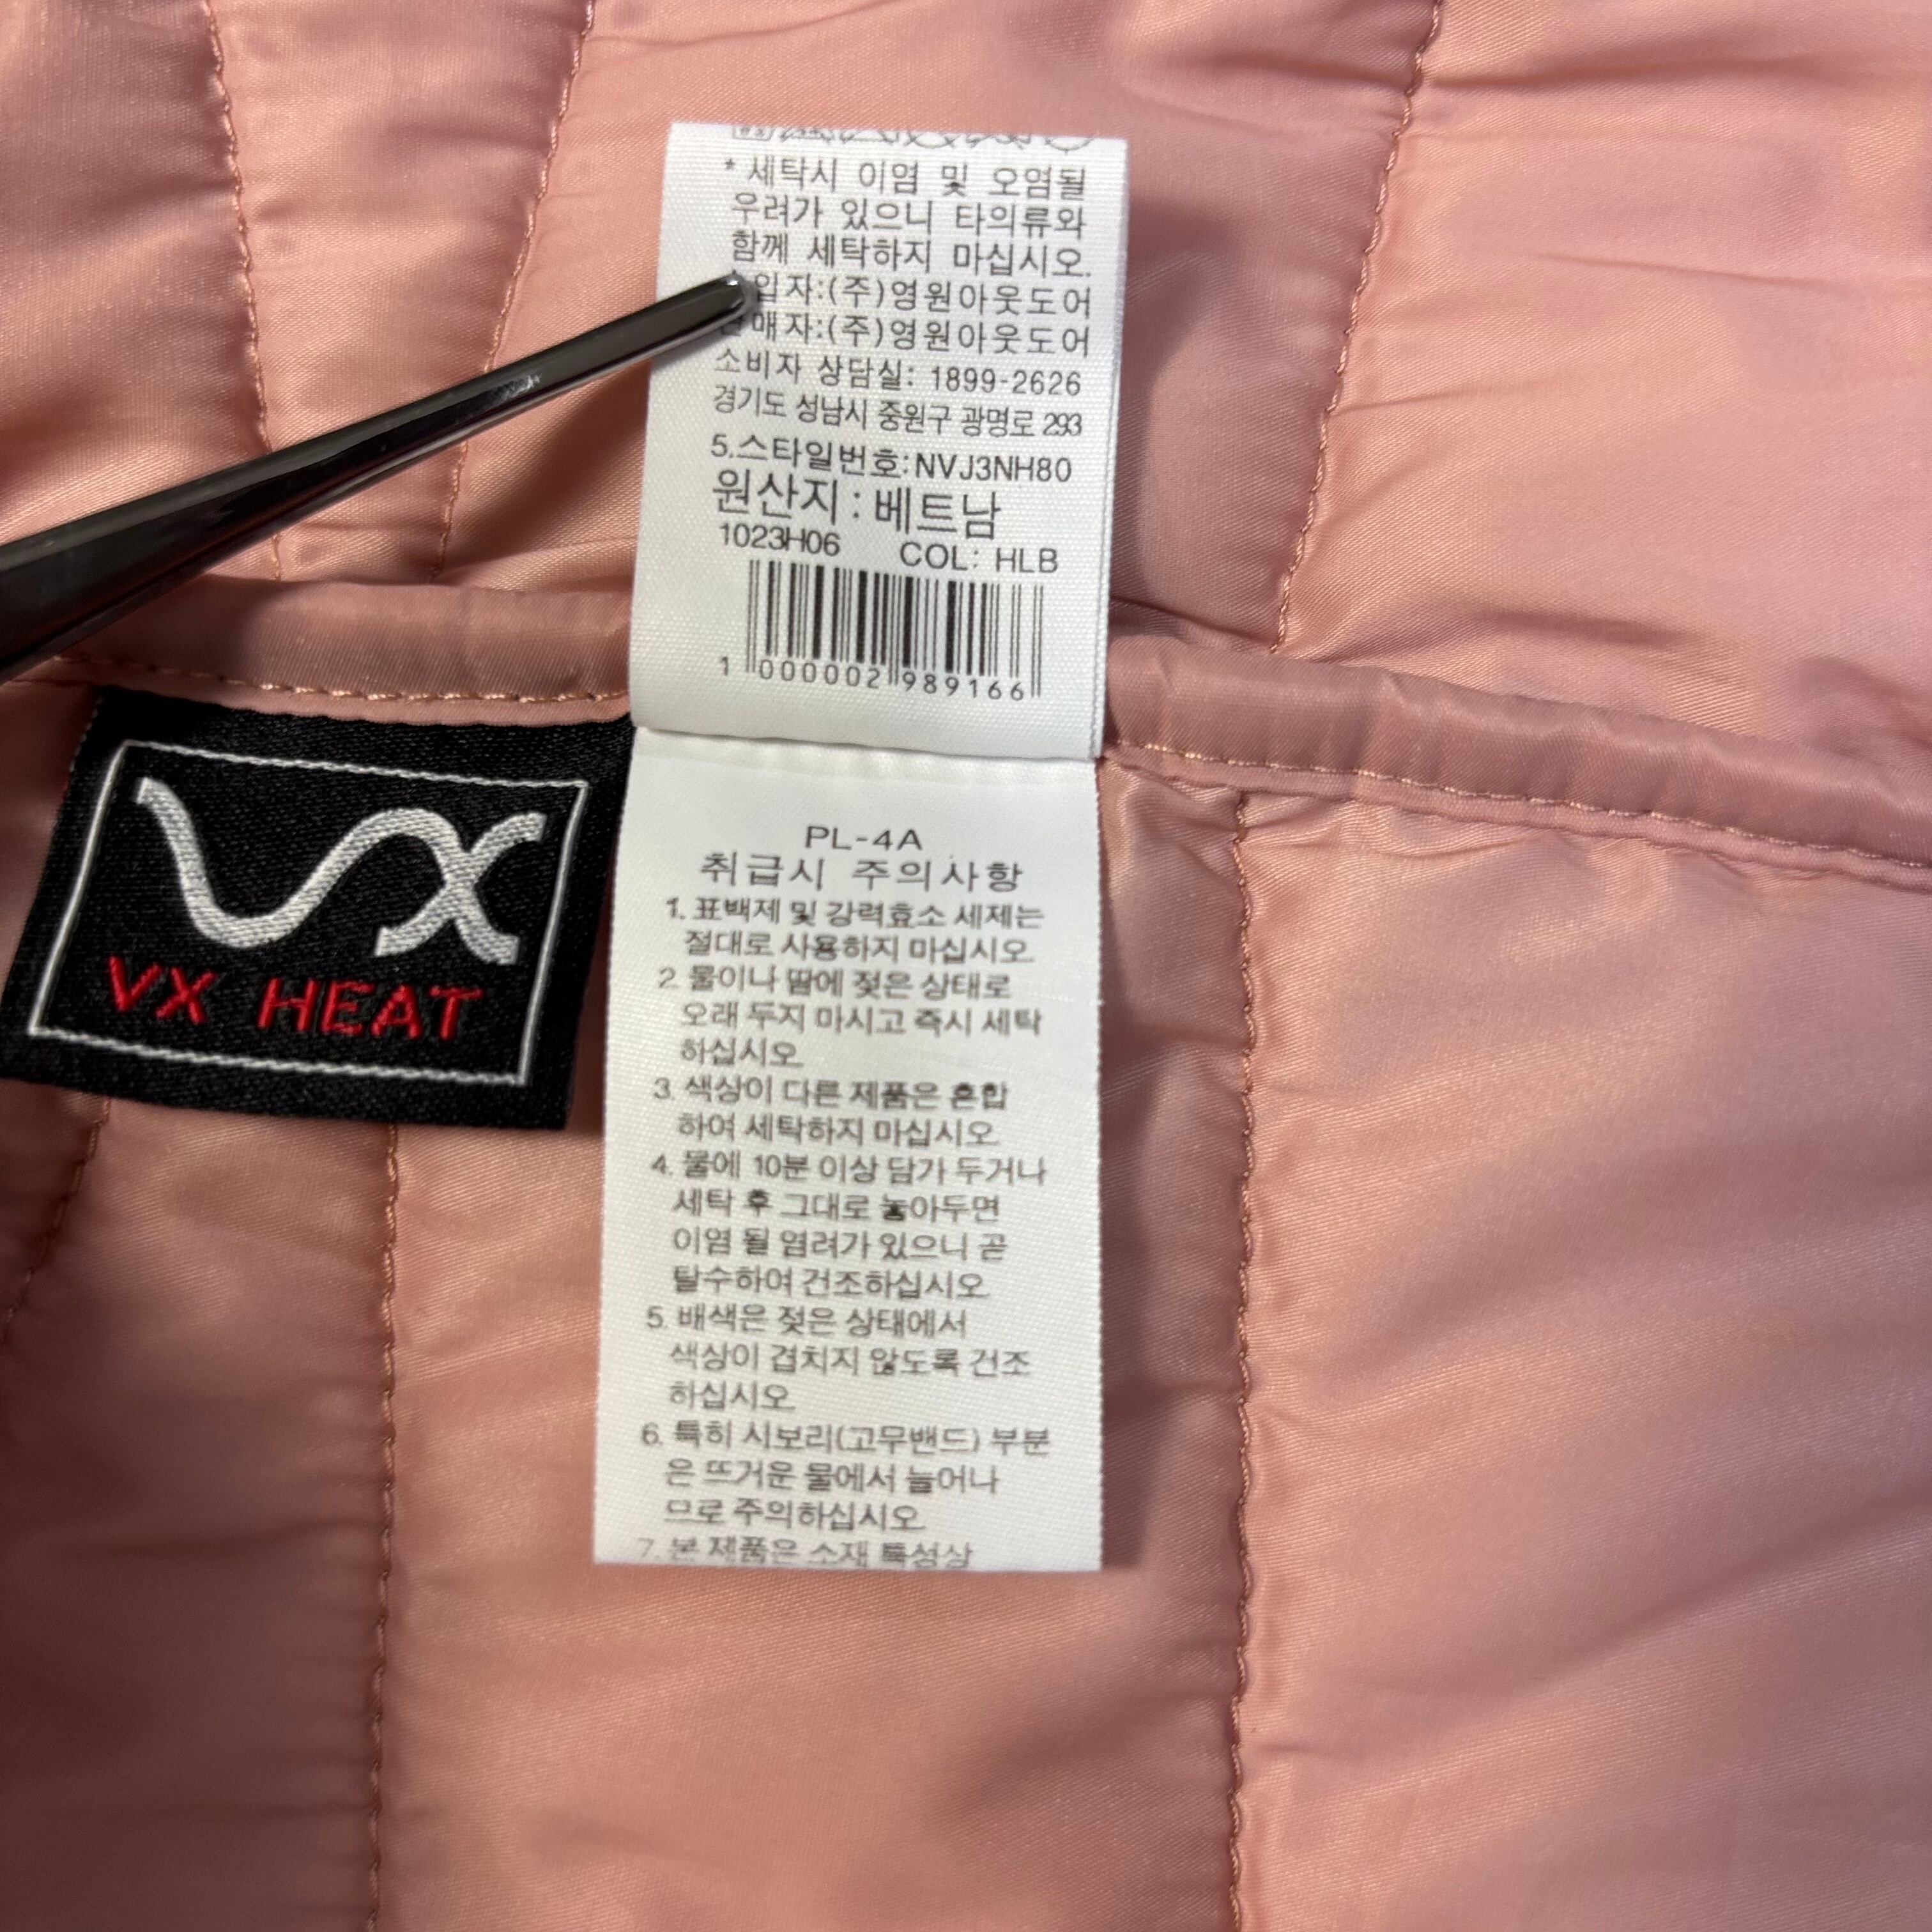 * 세탁시 이염 및 오염될
우려가 있으니 타의류와
함께 세탁하지 마십시오.
입자:(주)영원아웃도어
매자:(주)영원아웃도어
소비자 상담실: 1899-2626
경기도 성남시 중원구 광명로 293
5.스타일번호:NVJ3NH80
원산지:베트남
1023H06 COL: HLB
1 000002 989166
VX
VX HEAT
PL-4A
취급시 주의사항
1. 표백제 및 강력효소 세제는
절대로 사용하지 마십시오.
2. 물이나 땀에 젖은 상태로
오래 두지 마시고 즉시 세탁
하십시오.
3. 색상이 다른 제품은 혼합
하여 세탁하지 마십시오.
4. 물에 10분 이상 담가 두거나
세탁 후 그대로 놓아두면
이염 될 염려가 있으니 곧
탈수하여 건조하십시오.
5. 배색은 젖은 상태에서
색상이 겹치지 않도록 건조
하십시오.
6. 특히 시보리(고무밴드) 부분
은 뜨거운 물에서 늘어나
므로 주의하십시오.
7. 본 제품은 소재 특성상